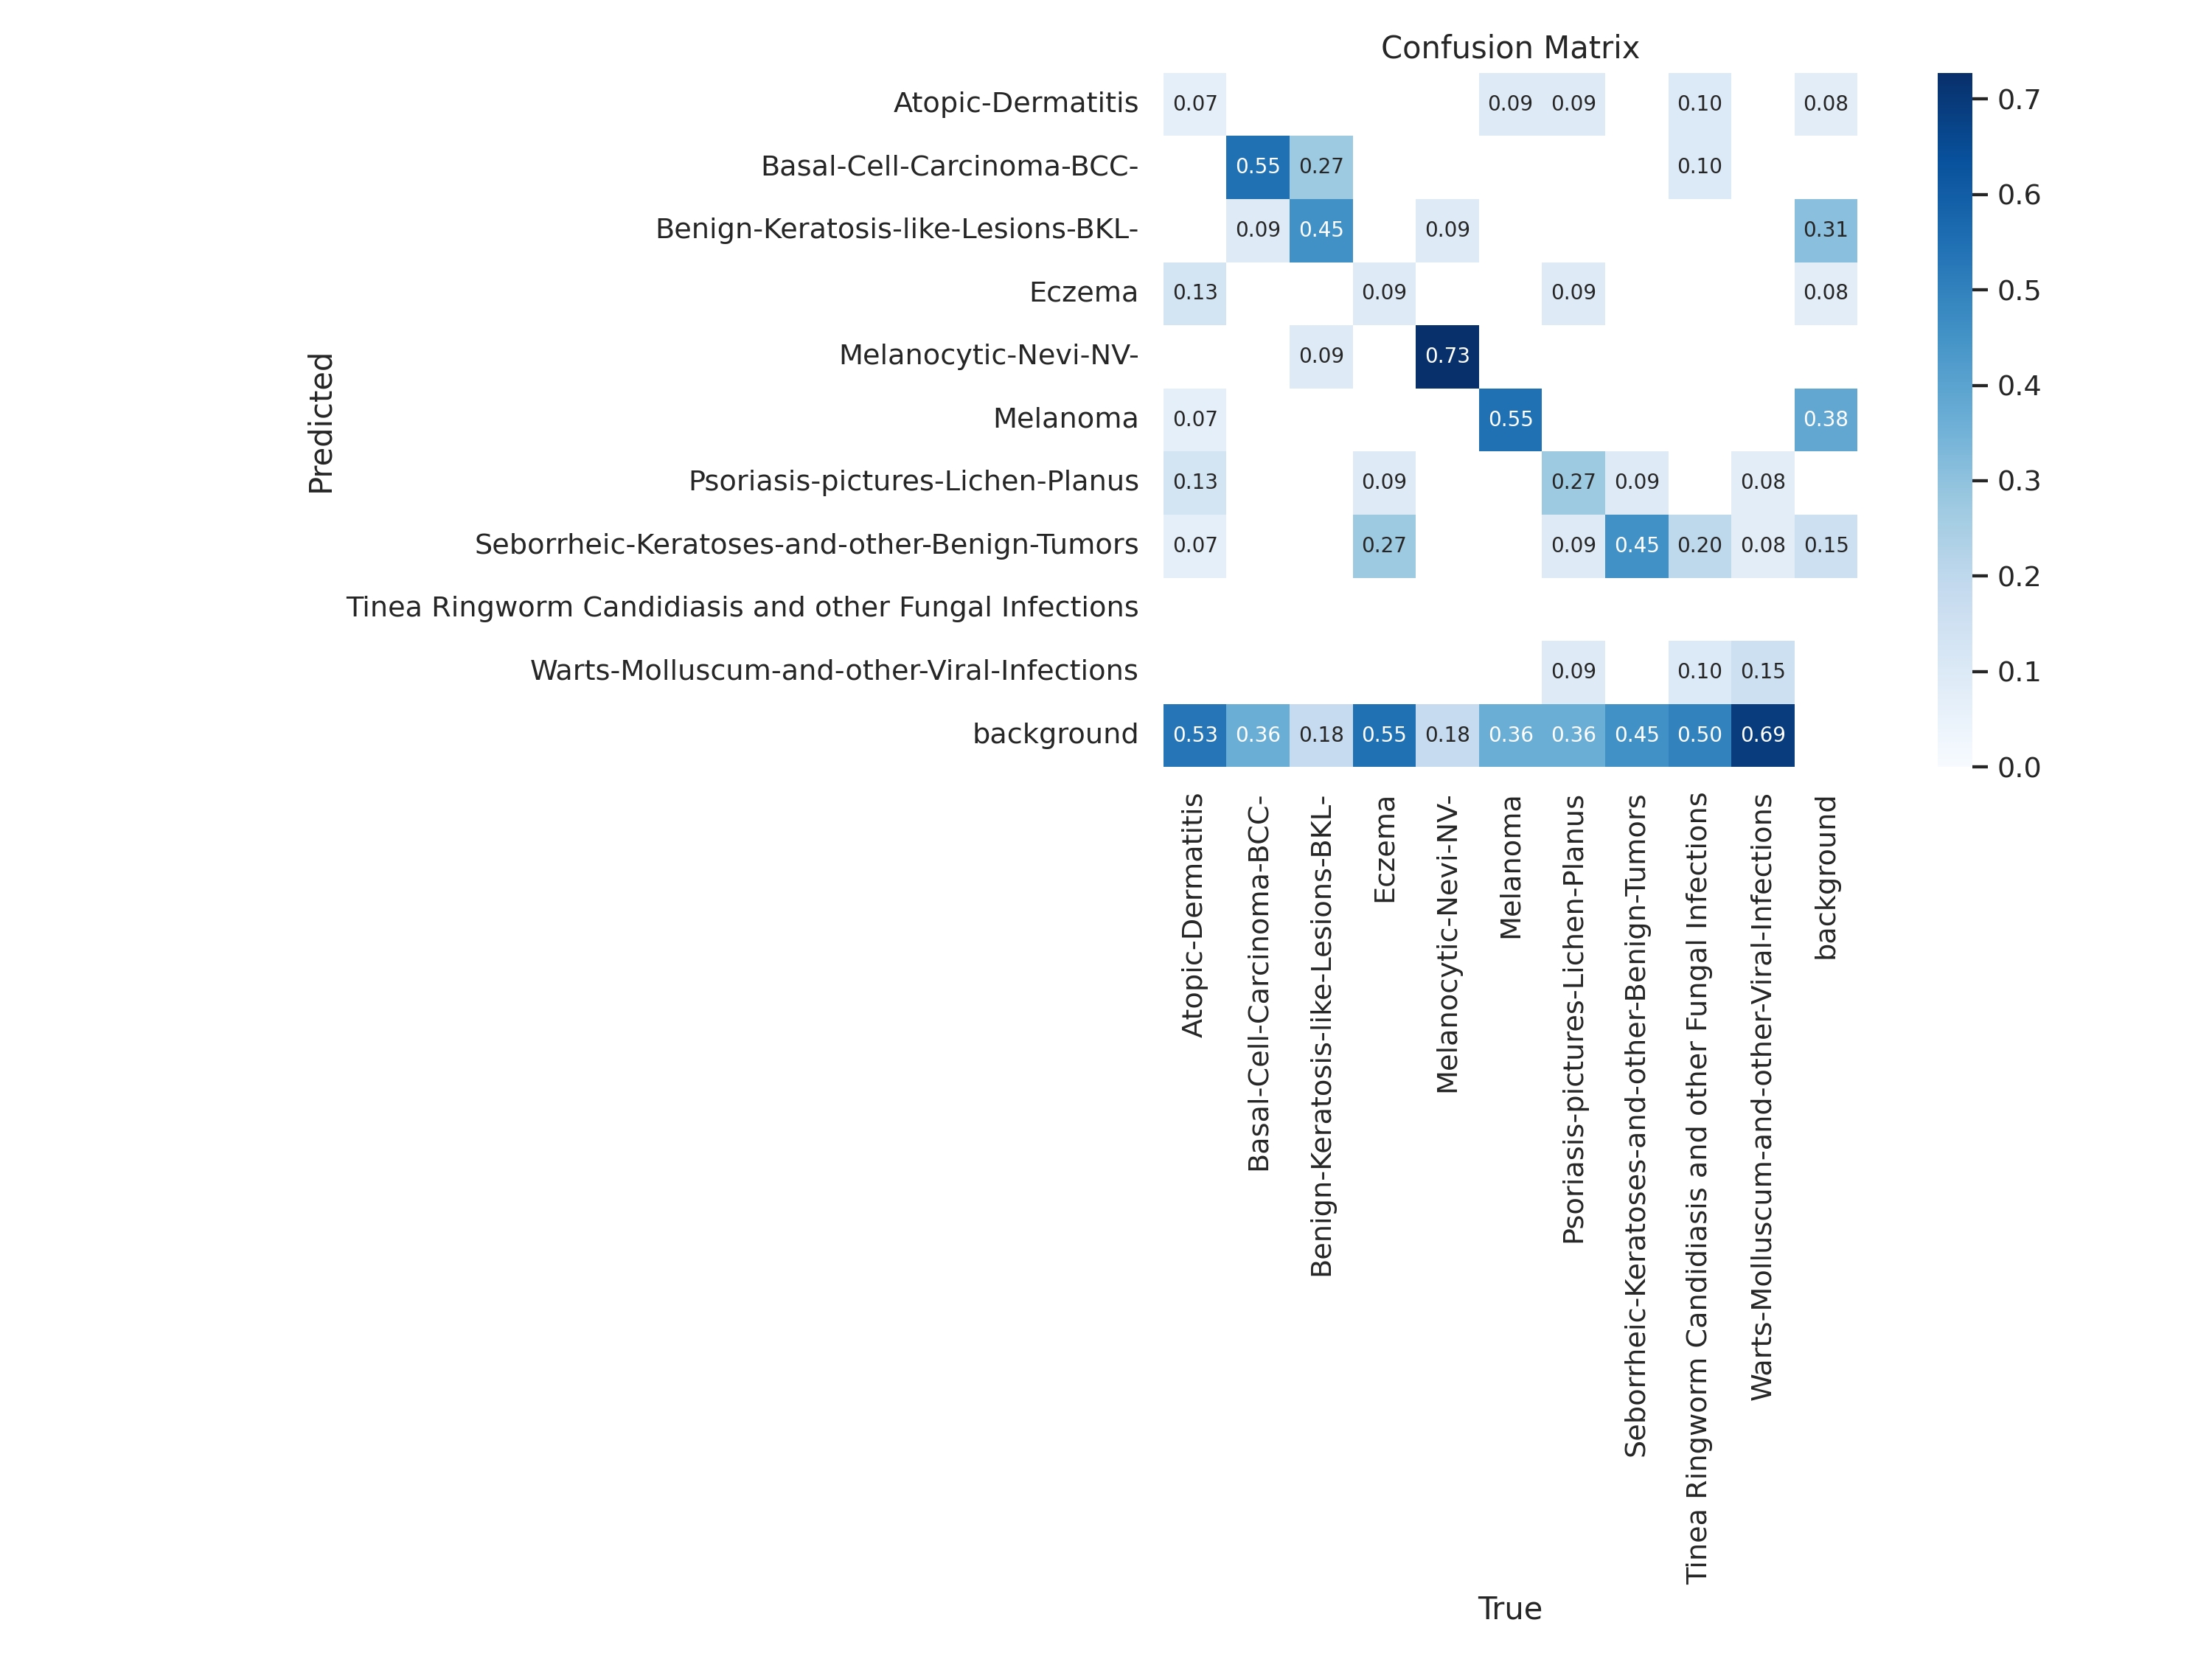 Confusion Matrix
Predicted
Atopic-Dermatitis 0.07 0.09 0.09 0.10 0.08
Basal-Cell-Carcinoma-BCC- 0.55 0.27 0.10
Benign-Keratosis-like-Lesions-BKL- 0.09 0.45 0.09 0.31
Eczema 0.13 0.09 0.09 0.08
Melanocytic-Nevi-NV- 0.09 0.73
Melanoma 0.07 0.55 0.38
Psoriasis-pictures-Lichen-Planus 0.13 0.09 0.27 0.09 0.08
Seborrheic-Keratoses-and-other-Benign-Tumors 0.07 0.27 0.09 0.45 0.20 0.08 0.15
Tinea Ringworm Candidiasis and other Fungal Infections
Warts-Molluscum-and-other-Viral-Infections 0.09 0.10 0.15
background 0.53 0.36 0.18 0.55 0.18 0.36 0.36 0.45 0.50 0.69
0.7
0.6
0.5
0.4
0.3
0.2
0.1
0.0
Atopic-Dermatitis
Basal-Cell-Carcinoma-BCC-
Benign-Keratosis-like-Lesions-BKL-
Eczema
Melanocytic-Nevi-NV-
Melanoma
Psoriasis-pictures-Lichen-Planus
Seborrheic-Keratoses-and-other-Benign-Tumors
Tinea Ringworm Candidiasis and other Fungal Infections
Warts-Molluscum-and-other-Viral-Infections
background
True